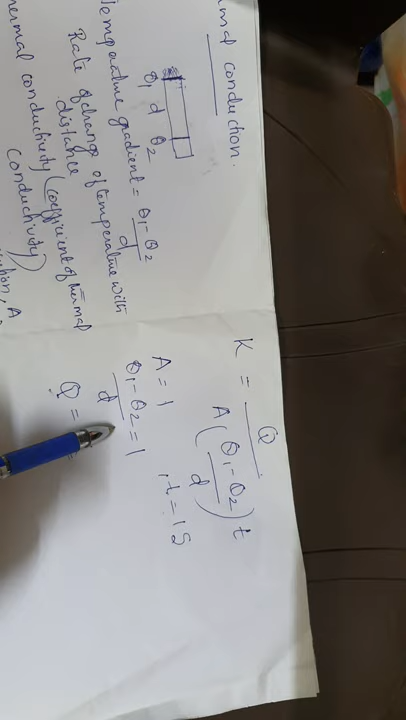 conduction.
θ1 d θ2
Temperature gradient = θ1 - θ2 / d
Rate of change of temperature with
distance
thermal conductivity (coefficient of thermal
conductivity)
A
K = Q / A (θ1 - θ2 / d) t
A = 1 , t = 1S
θ1 - θ2 / d = 1
Q =